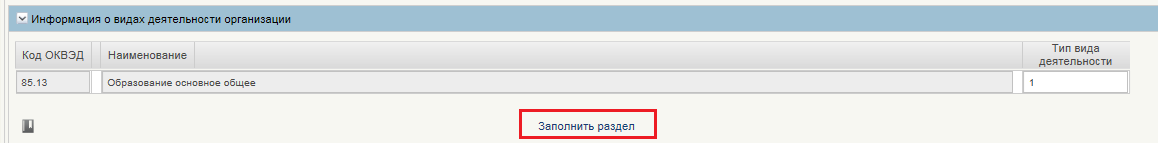 Информация о видах деятельности организации
Код ОКВЭД Наименование Тип вида
деятельности
85.13 Образование основное общее 1
Заполнить раздел